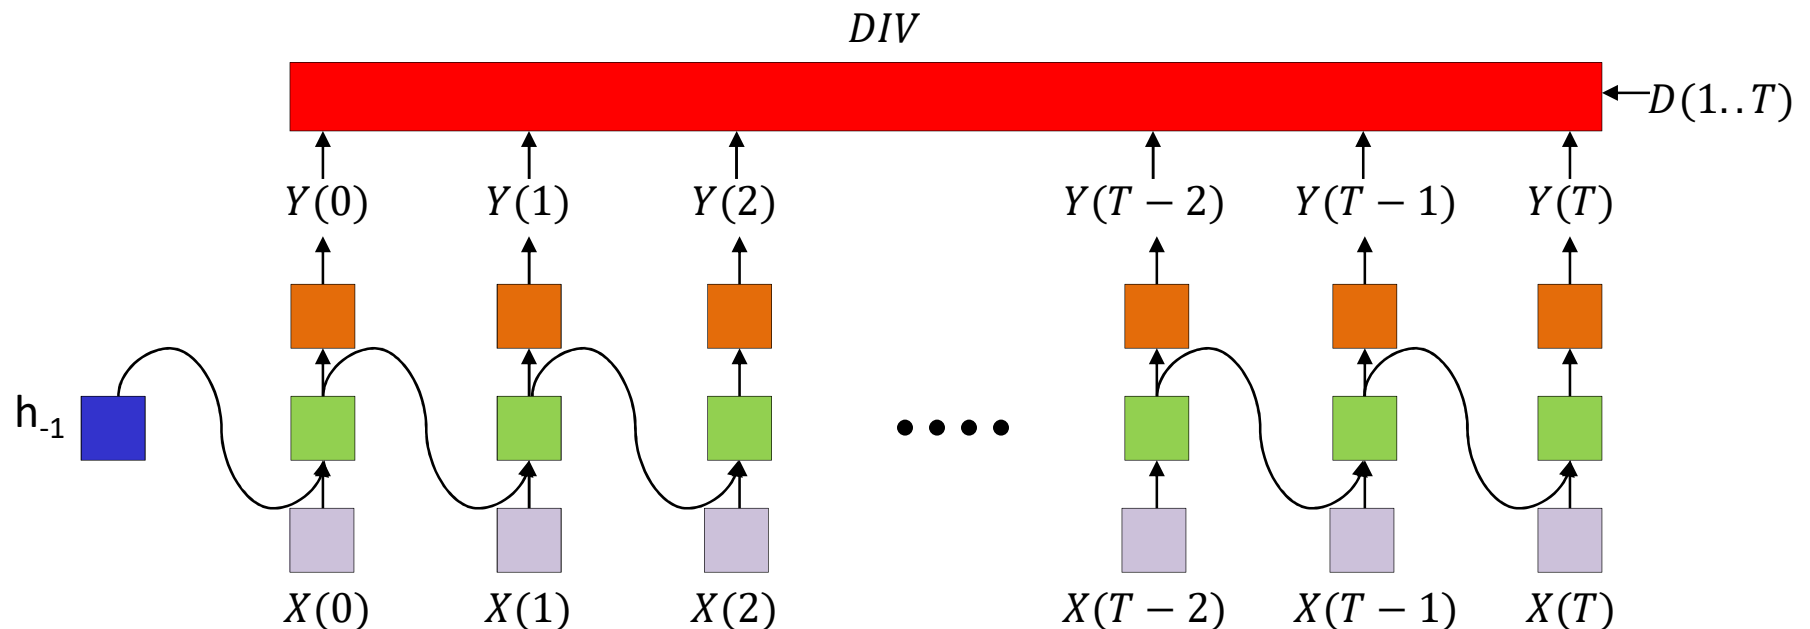 DIV
D(1..T)
Y(0) Y(1) Y(2) Y(T − 2) Y(T − 1) Y(T)
h-1
X(0) X(1) X(2) X(T − 2) X(T − 1) X(T)